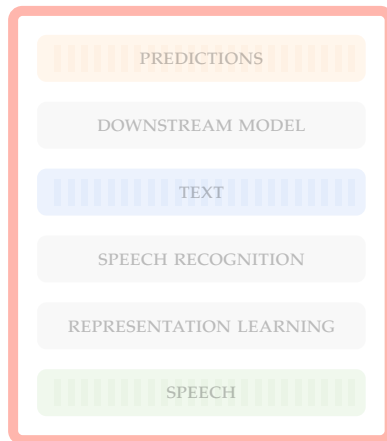 PREDICTIONS
DOWNSTREAM MODEL
TEXT
SPEECH RECOGNITION
REPRESENTATION LEARNING
SPEECH